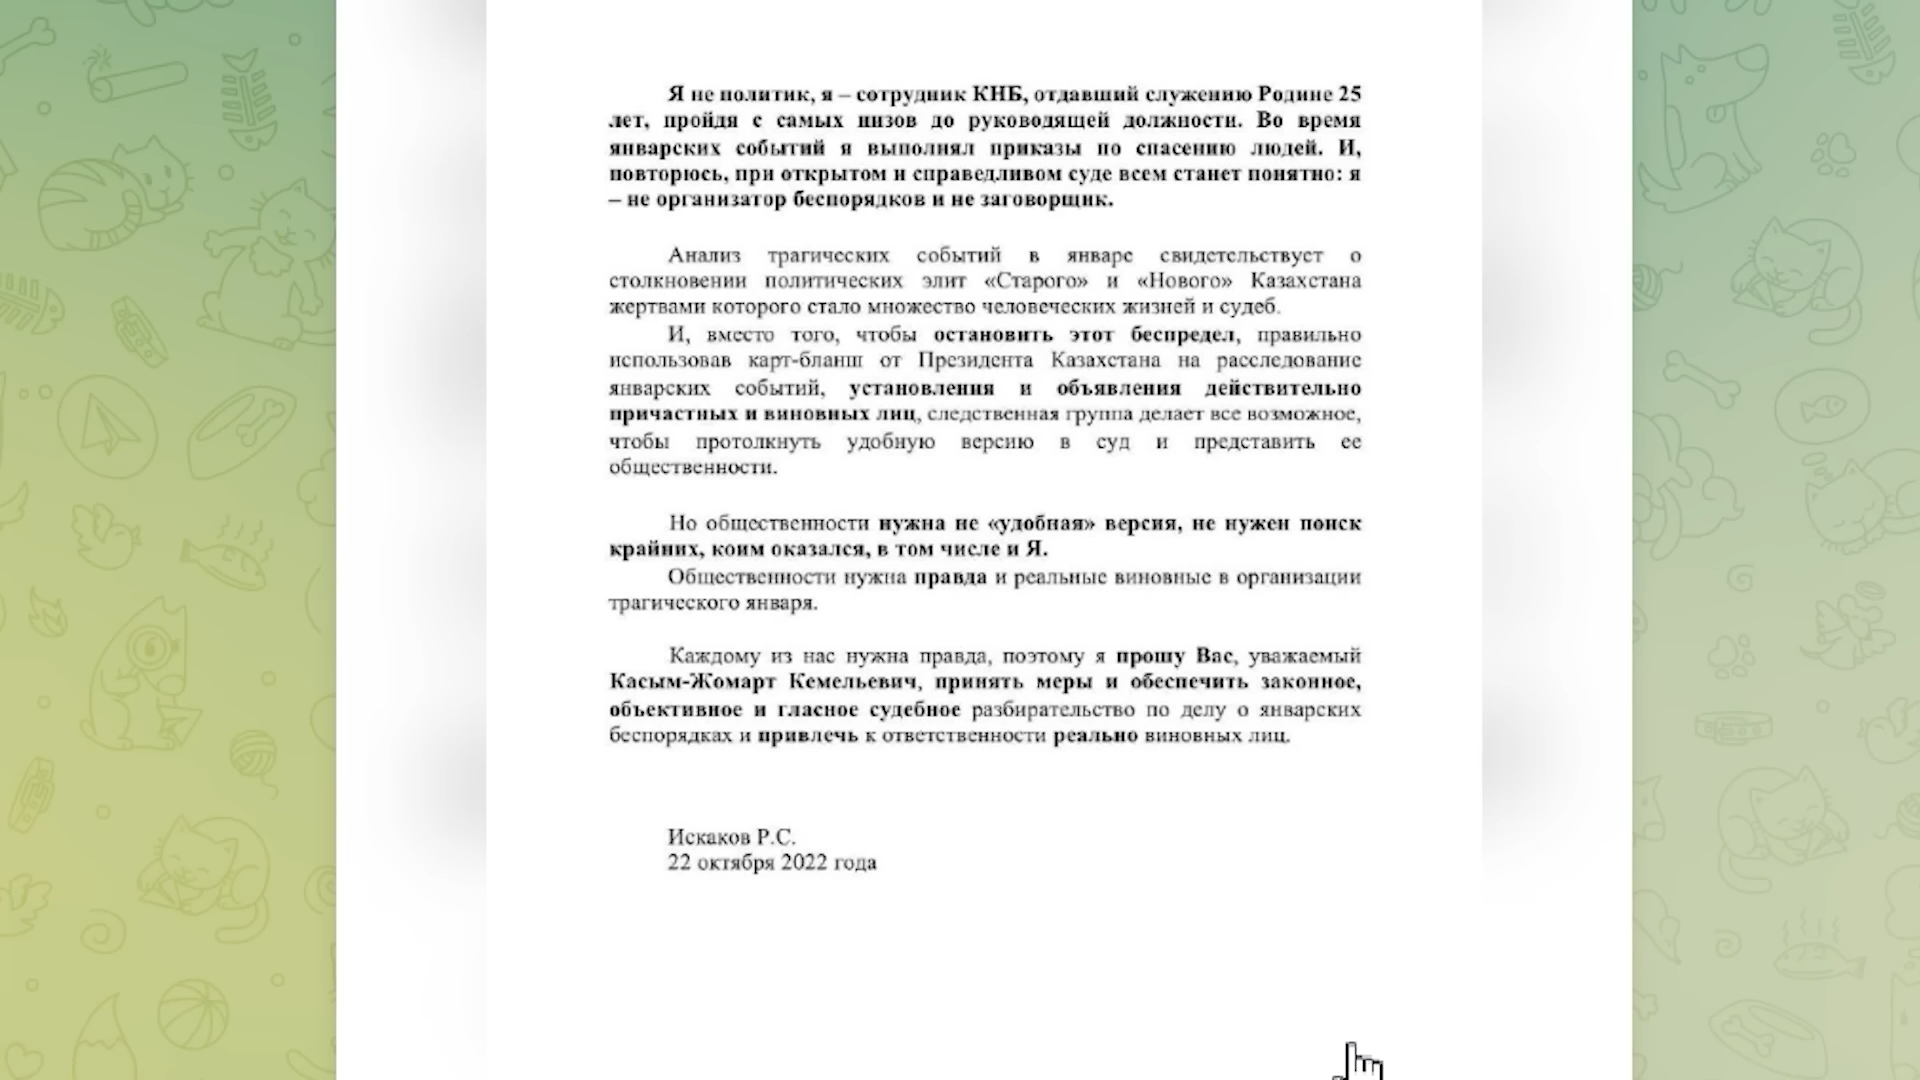 Я не политик, я – сотрудник КНБ, отдавший служению Родине 25
лет, пройдя с самых низов до руководящей должности. Во время
январских событий я выполнял приказы по спасению людей. И,
повторюсь, при открытом и справедливом суде всем станет понятно: я
– не организатор беспорядков и не заговорщик.
Анализ трагических событий в январе свидетельствует о
столкновении политических элит «Старого» и «Нового» Казахстана
жертвами которого стало множество человеческих жизней и судеб.
И, вместо того, чтобы остановить этот беспредел, правильно
использовав карт-бланш от Президента Казахстана на расследование
январских событий, установления и объявления действительно
причастных и виновных лиц, следственная группа делает все возможное,
чтобы протолкнуть удобную версию в суд и представить ее
общественности.
Но общественности нужна не «удобная» версия, не нужен поиск
крайних, коим оказался, в том числе и Я.
Общественности нужна правда и реальные виновные в организации
трагического января.
Каждому из нас нужна правда, поэтому я прошу Вас, уважаемый
Касым-Жомарт Кемельевич, принять меры и обеспечить законное,
объективное и гласное судебное разбирательство по делу о январских
беспорядках и привлечь к ответственности реально виновных лиц.
Искаков Р.С.
22 октября 2022 года